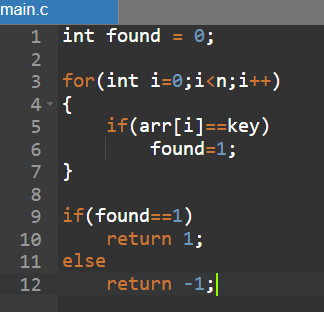 main.c
1 int found = 0;
2
3 for(int i=0;i<n;i++)
4 {
5     if(arr[i]==key)
6         found=1;
7 }
8
9 if(found==1)
10     return 1;
11 else
12     return -1;